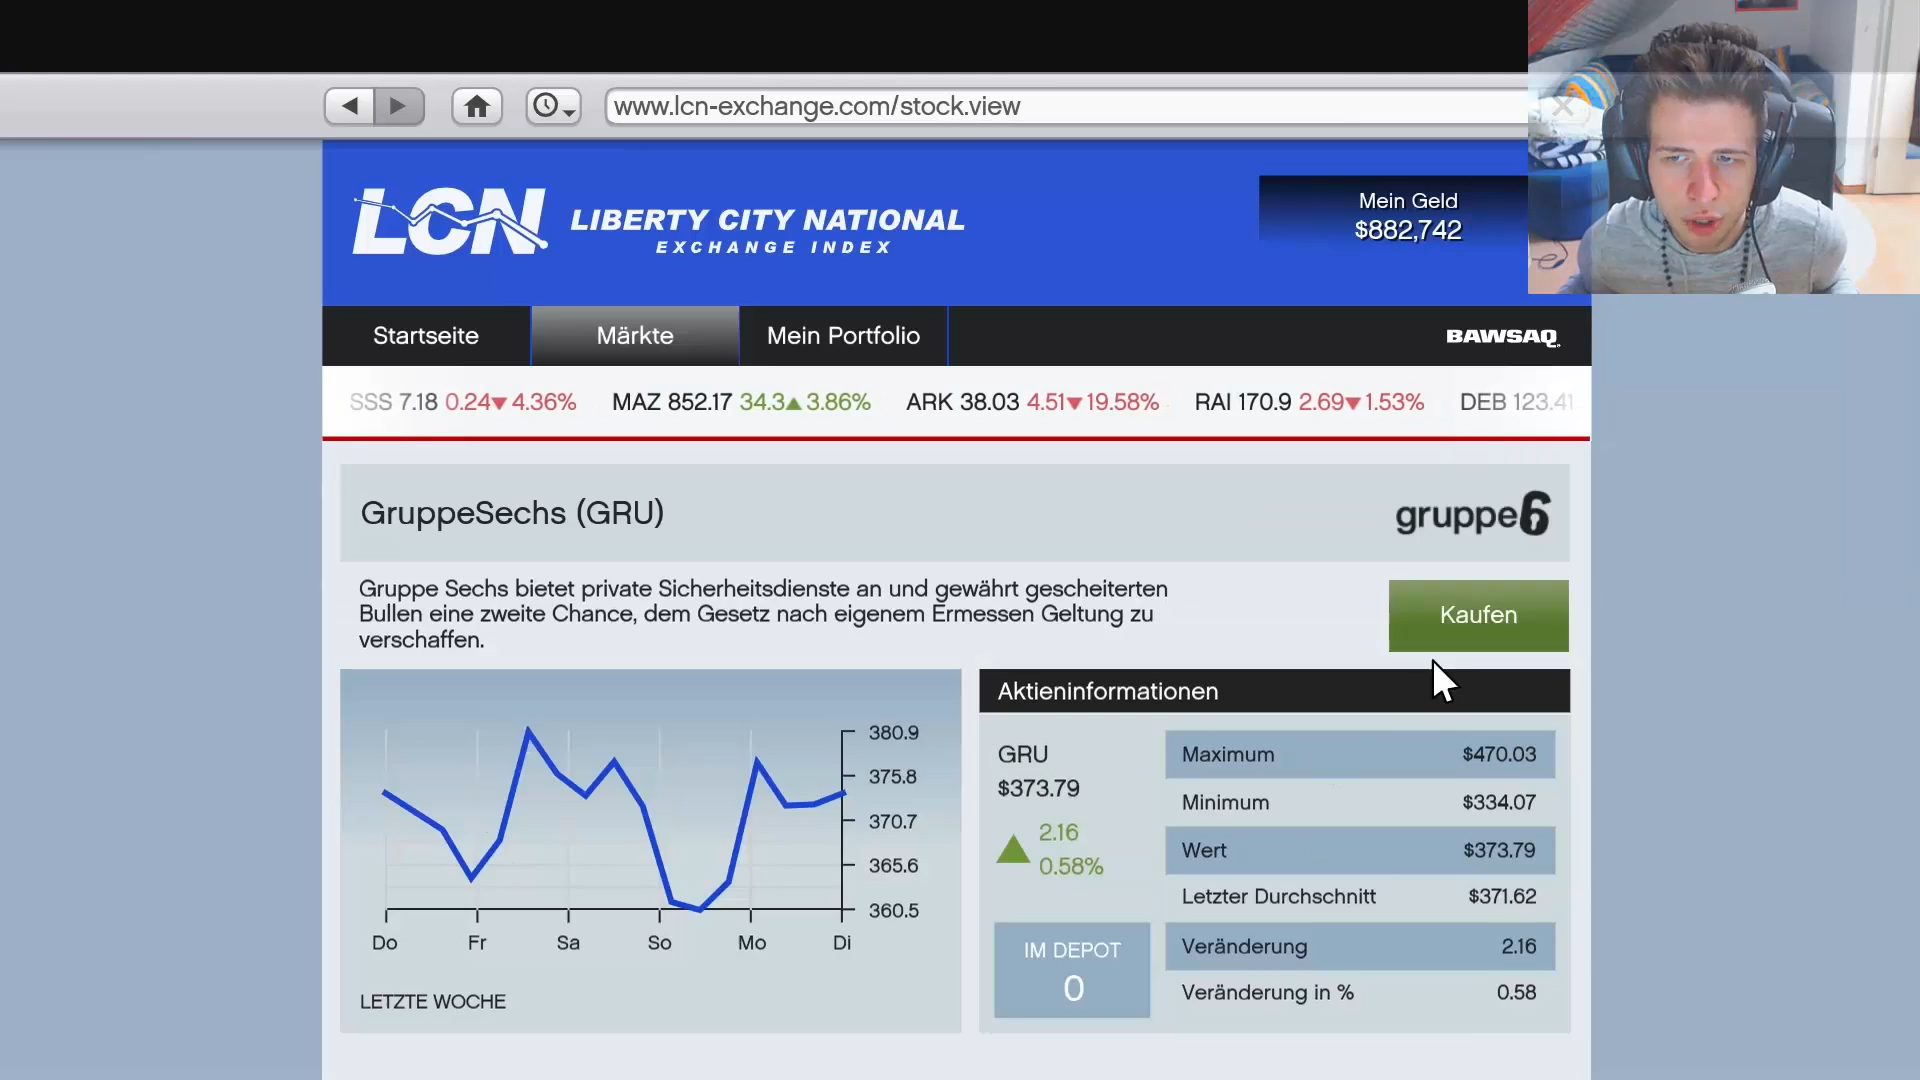 www.lcn-exchange.com/stock.view
LCN
LIBERTY CITY NATIONAL
EXCHANGE INDEX
Mein Geld
$882,742
Startseite
Märkte
Mein Portfolio
BAWSAQ
SSS 7.18 0.24▼4.36% MAZ 852.17 34.3▲3.86% ARK 38.03 4.51▼19.58% RAI 170.9 2.69▼1.53% DEB 123.41
GruppeSechs (GRU)
gruppe6
Gruppe Sechs bietet private Sicherheitsdienste an und gewährt gescheiterten
Bullen eine zweite Chance, dem Gesetz nach eigenem Ermessen Geltung zu
verschaffen.
Kaufen
380.9
375.8
370.7
365.6
360.5
Do Fr Sa So Mo Di
LETZTE WOCHE
Aktieninformationen
GRU
$373.79
2.16
0.58%
IM DEPOT
0
Maximum $470.03
Minimum $334.07
Wert $373.79
Letzter Durchschnitt $371.62
Veränderung 2.16
Veränderung in % 0.58